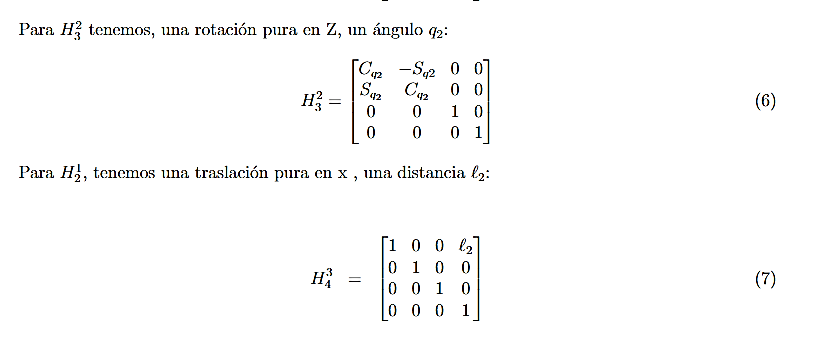 Para $H_3^2$ tenemos, una rotación pura en Z, un ángulo $q_2$:
$H_3^2 = \begin{bmatrix} C_{q_2} & -S_{q2} & 0 & 0 \\ S_{q_2} & C_{q_2} & 0 & 0 \\ 0 & 0 & 1 & 0 \\ 0 & 0 & 0 & 1 \end{bmatrix}$ (6)
Para $H_2^1$, tenemos una traslación pura en x , una distancia $\ell_2$:
$H_4^3 = \begin{bmatrix} 1 & 0 & 0 & \ell_2 \\ 0 & 1 & 0 & 0 \\ 0 & 0 & 1 & 0 \\ 0 & 0 & 0 & 1 \end{bmatrix}$ (7)